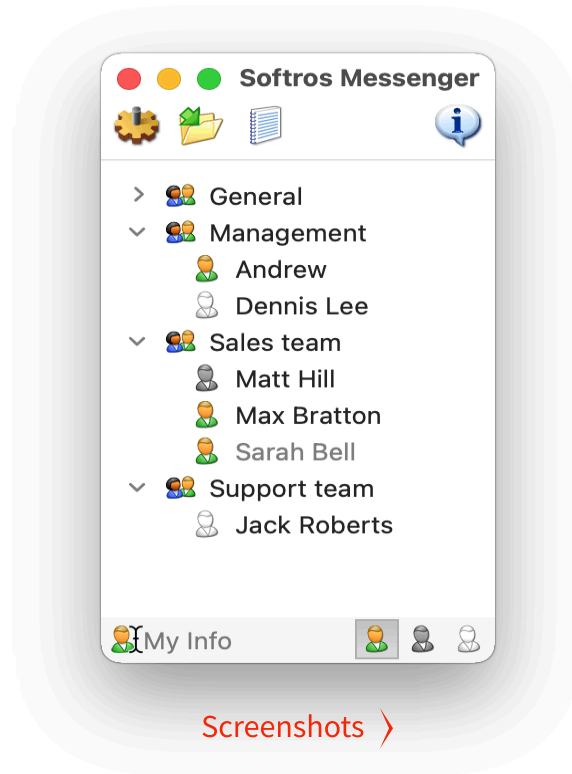 Softros Messenger
General
Management
Andrew
Dennis Lee
Sales team
Matt Hill
Max Bratton
Sarah Bell
Support team
Jack Roberts
My Info
Screenshots